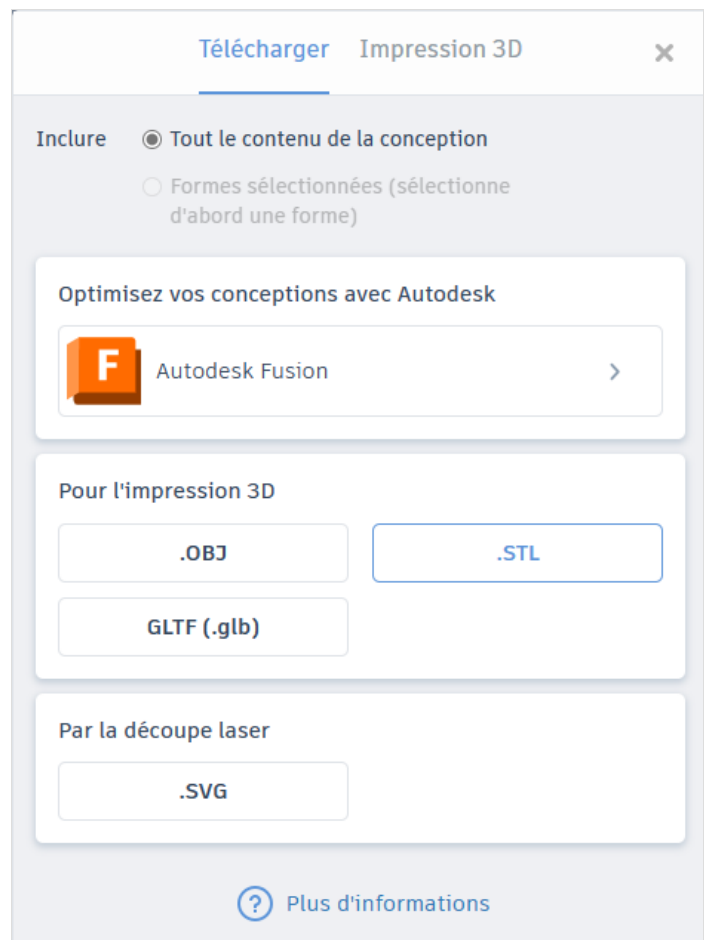 Télécharger Impression 3D
Inclure Tout le contenu de la conception
Formes sélectionnées (sélectionne
d'abord une forme)
Optimisez vos conceptions avec Autodesk
F Autodesk Fusion
Pour l'impression 3D
.OBJ .STL
GLTF (.glb)
Par la découpe laser
.SVG
? Plus d'informations